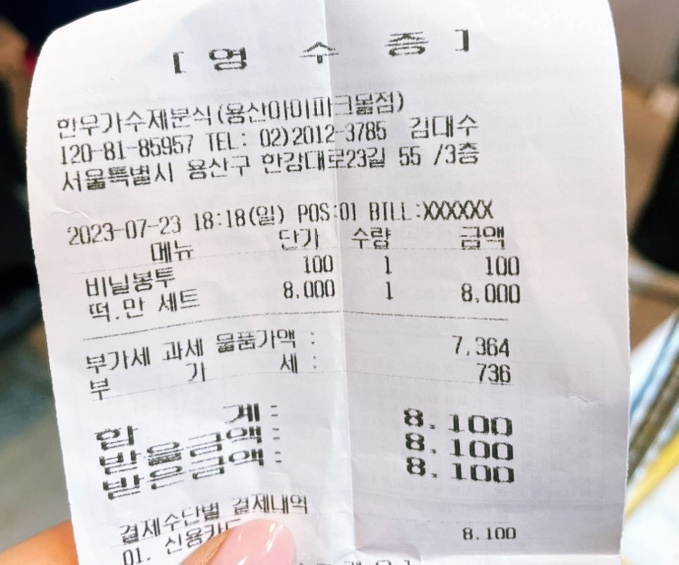 [ 영 수 증 ]
한우가수제분식(용산아이파크몰점)
120-81-85957 TEL: 02)2012-3785 김대수
서울특별시 용산구 한강대로23길 55 /3층
2023-07-23 18:18(일) POS:01 BILL:XXXXXX
메뉴 단가 수량 금액
비닐봉투 100 1 100
떡.만 세트 8,000 1 8,000
부가세 과세 물품가액 : 7,364
부 가 세 : 736
합 계: 8.100
받을금액: 8.100
받은금액: 8.100
결제수단별 결제내역
01. 신용카드 8.100